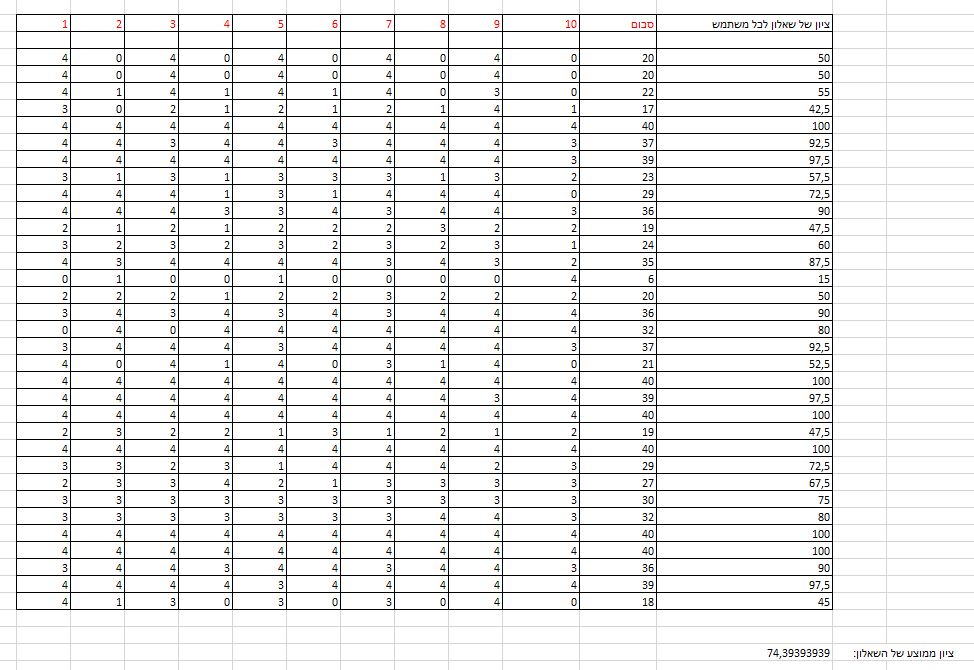 1 2 3 4 5 6 7 8 9 10 סכום ציון של שאלון לכל משתמש
4 0 4 0 4 0 4 0 4 0 20 50
4 0 4 0 4 0 4 0 4 0 20 50
4 1 4 1 4 1 4 0 3 0 22 55
3 0 2 1 2 1 2 1 4 1 17 42,5
4 4 4 4 4 4 4 4 4 4 40 100
4 4 3 4 4 3 4 4 4 3 37 92,5
4 4 4 4 4 4 4 4 4 3 39 97,5
3 1 3 1 3 3 3 1 3 2 23 57,5
4 4 4 1 3 1 4 4 4 0 29 72,5
4 4 4 3 3 4 3 4 4 3 36 90
2 1 2 1 2 2 2 3 2 2 19 47,5
3 2 3 2 3 2 3 2 3 1 24 60
4 3 4 4 4 4 3 4 3 2 35 87,5
0 1 0 0 1 0 0 0 0 4 6 15
2 2 2 1 2 2 3 2 2 2 20 50
3 4 3 4 3 4 3 4 4 4 36 90
0 4 0 4 4 4 4 4 4 4 32 80
3 4 4 4 3 4 4 4 4 3 37 92,5
4 0 4 1 4 0 3 1 4 0 21 52,5
4 4 4 4 4 4 4 4 4 4 40 100
4 4 4 4 4 4 4 4 3 4 39 97,5
4 4 4 4 4 4 4 4 4 4 40 100
2 3 2 2 1 3 1 2 1 2 19 47,5
4 4 4 4 4 4 4 4 4 4 40 100
3 3 2 3 1 4 4 4 2 3 29 72,5
2 3 3 4 2 1 3 3 3 3 27 67,5
3 3 3 3 3 3 3 3 3 3 30 75
3 3 3 3 3 3 3 4 4 3 32 80
4 4 4 4 4 4 4 4 4 4 40 100
4 4 4 4 4 4 4 4 4 4 40 100
3 4 4 3 4 4 3 4 4 3 36 90
4 4 4 4 3 4 4 4 4 4 39 97,5
4 1 3 0 3 0 3 0 4 0 18 45
ציון ממוצע של השאלון: 74,39393939